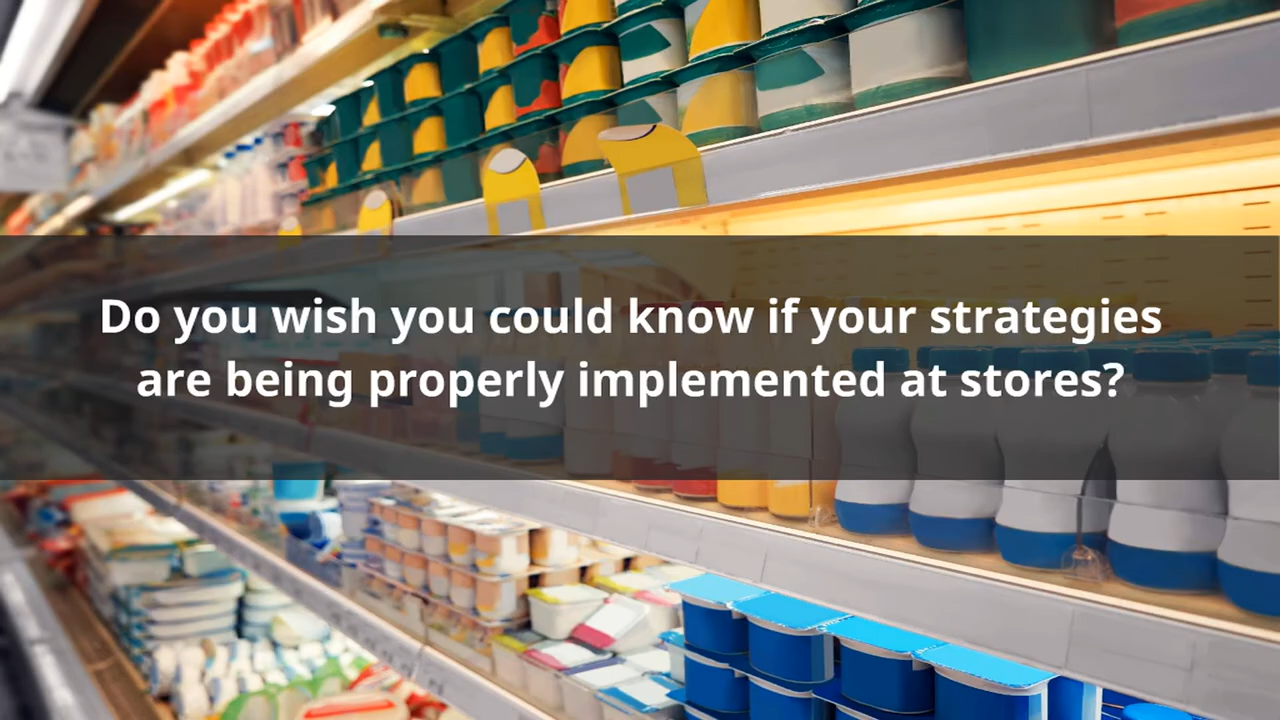 Do you wish you could know if your strategies
are being properly implemented at stores?